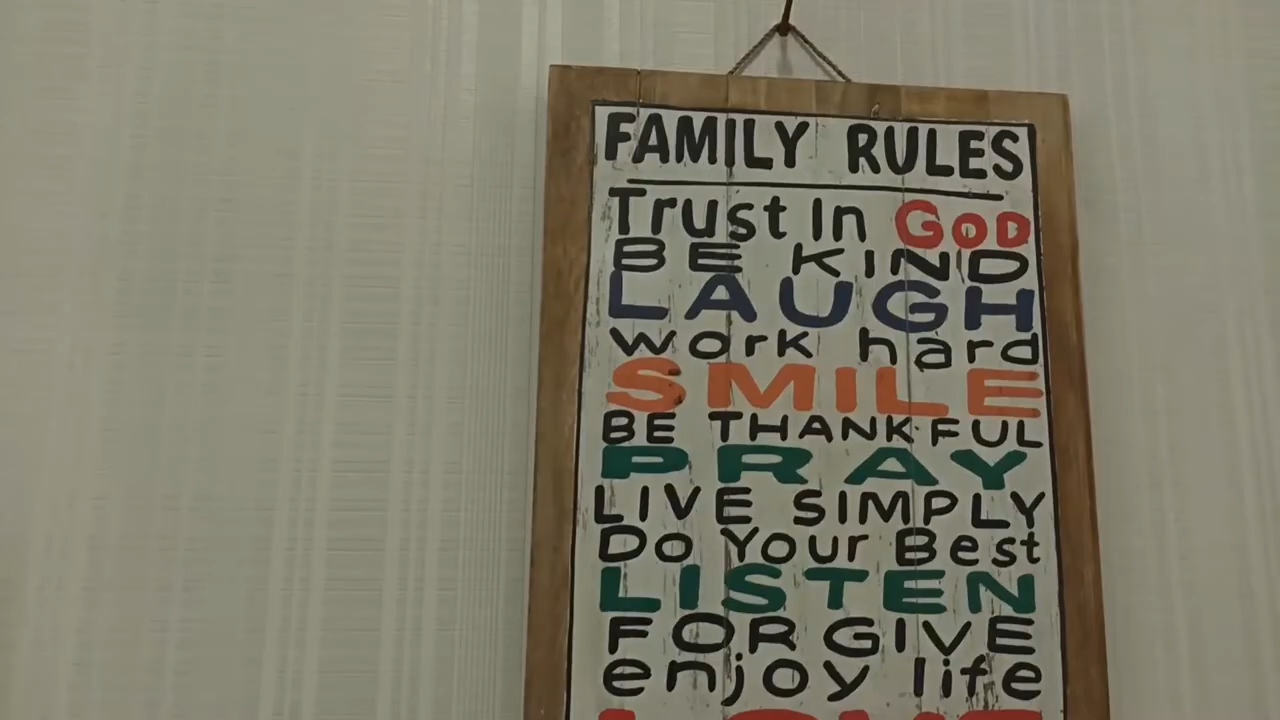 FAMILY RULES
Trust In GOD
BE KIND
LAUGH
work hard
SMILE
BE THANKFUL
PRAY
LIVE SIMPLY
Do Your Best
LISTEN
FORGIVE
enjoy life